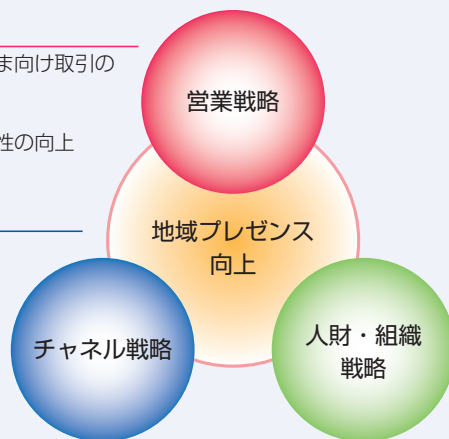 ま向け取引の
性の向上
営業戦略
地域プレゼンス
向上
チャネル戦略
人財・組織
戦略